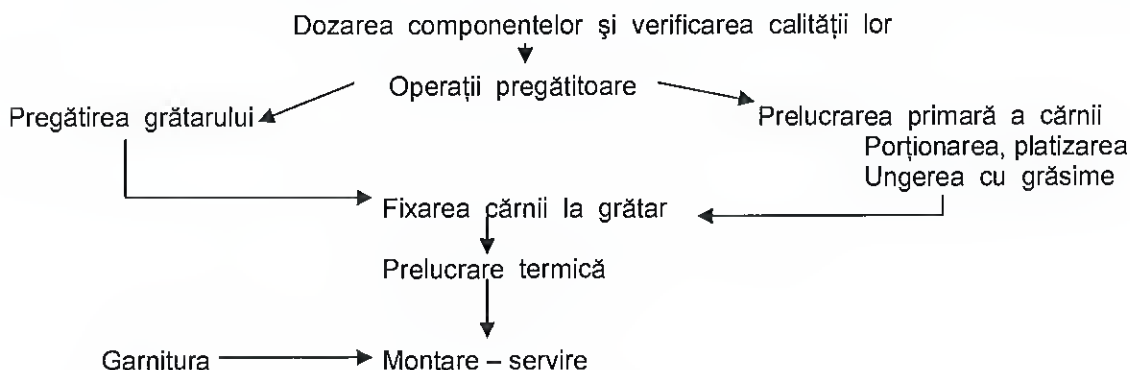 Dozarea componentelor şi verificarea calităţii lor
Operaţii pregătitoare
Pregătirea grătarului
Prelucrarea primară a cărnii
Porţionarea, platizarea
Ungerea cu grăsime
Fixarea cărnii la grătar
Prelucrare termică
Garnitura
Montare – servire